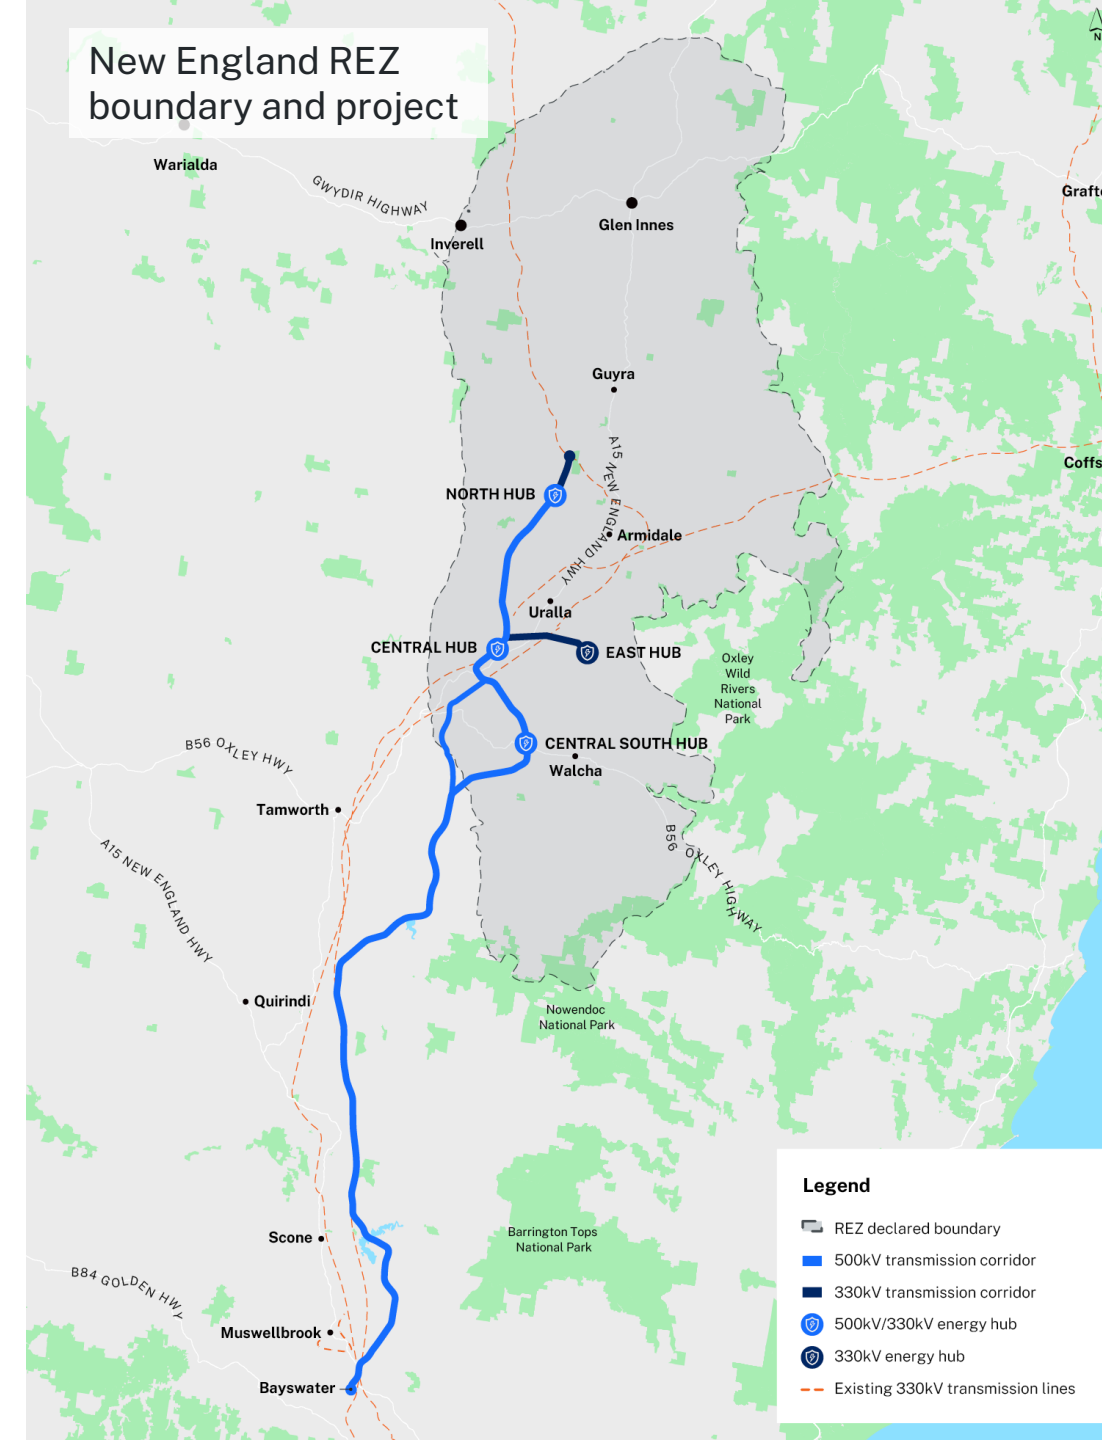 New England REZ
boundary and project
N
Warialda
GWYDIR HIGHWAY
Inverell
Glen Innes
Guyra
A15 NEW ENGLAND HWY
NORTH HUB
Armidale
Uralla
CENTRAL HUB
EAST HUB
Oxley
Wild
Rivers
National
Park
CENTRAL SOUTH HUB
Walcha
B56 OXLEY HWY
Tamworth
B56 OXLEY HIGHWAY
A15 NEW ENGLAND HWY
Quirindi
Nowendoc
National Park
Barrington Tops
National Park
Scone
B84 GOLDEN HWY
Muswellbrook
Bayswater
Graft
Coffs
Legend
REZ declared boundary
500kV transmission corridor
330kV transmission corridor
500kV/330kV energy hub
330kV energy hub
Existing 330kV transmission lines